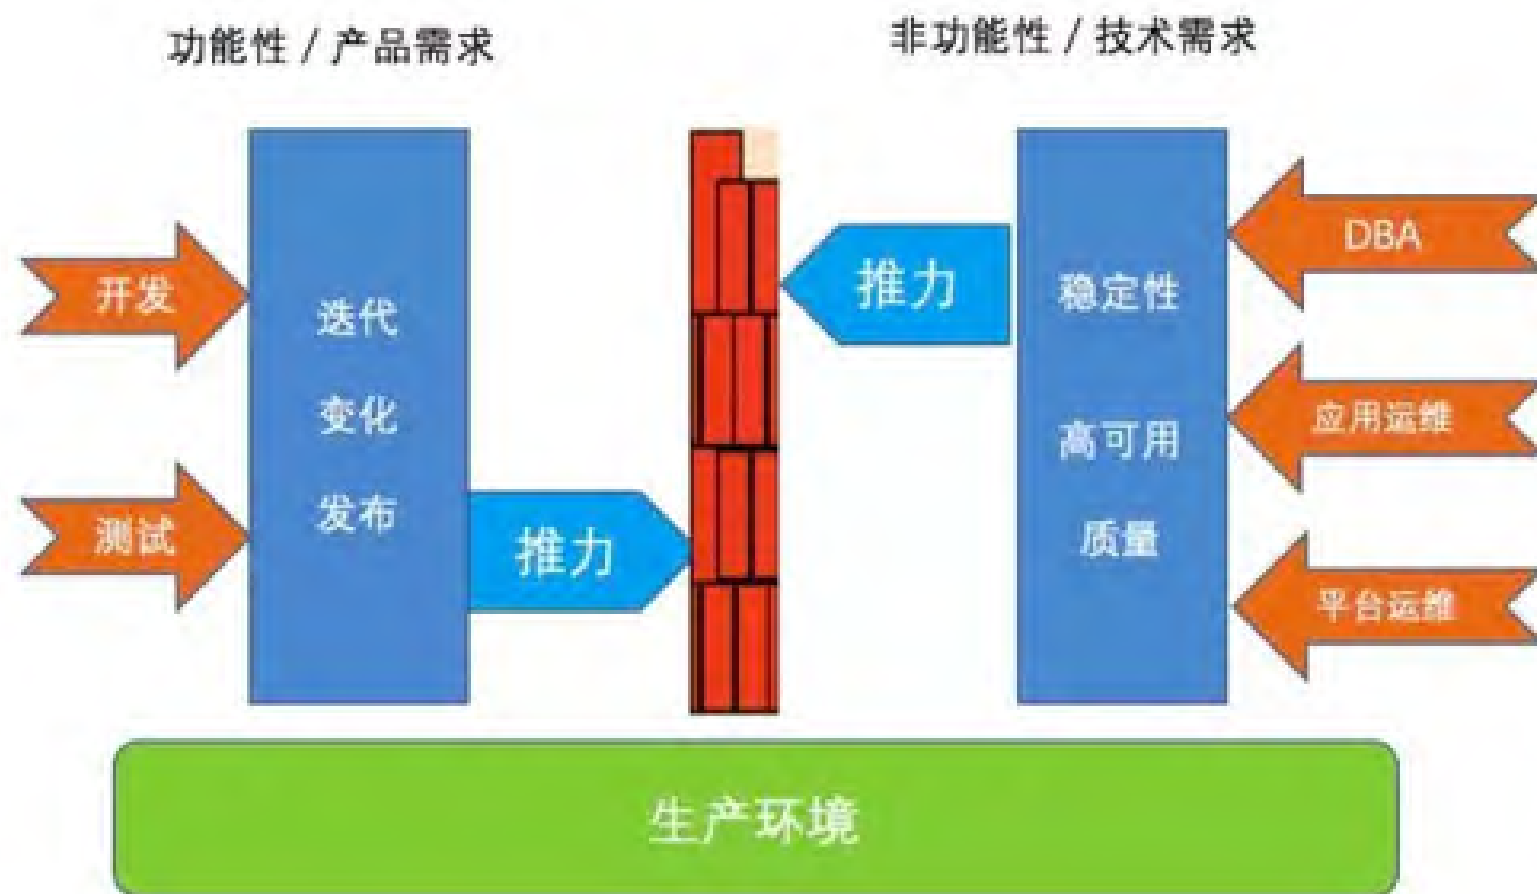 功能性 / 产品需求
非功能性 / 技术需求
开发
测试
迭代
变化
发布
推力
推力
稳定性
高可用
质量
DBA
应用运维
平台运维
生产环境